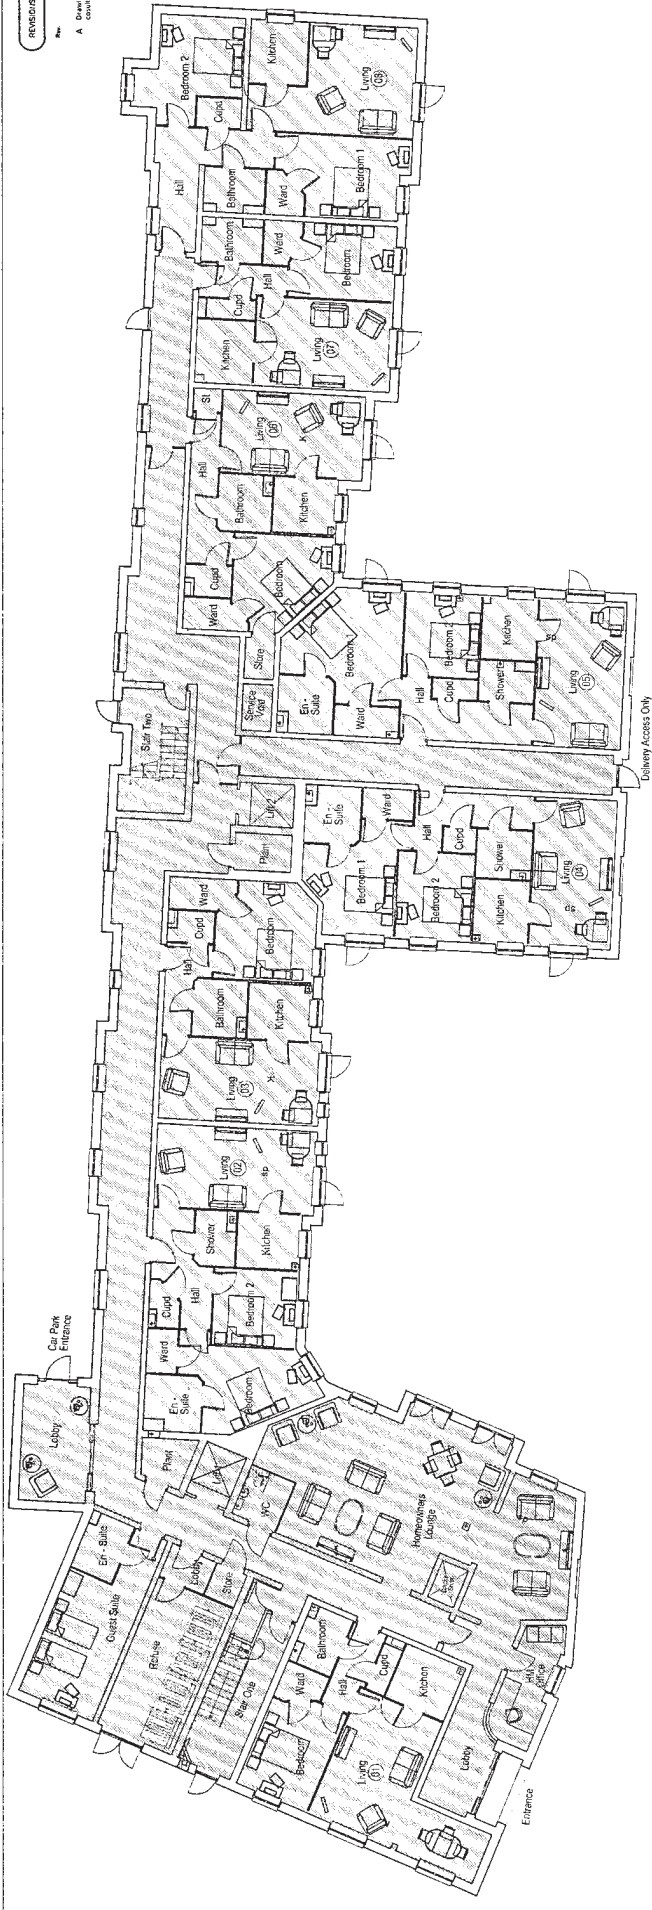 REVISIONS
Rev.
A
Bedroom 2
Kitchen
Living
08
Cupd
Hall
Bathroom
Ward
Bedroom 1
Bathroom
Ward
Bedroom
Hall
Cupd
Kitchen
Living
07
St
Living
06
Hall
Bathroom
Kitchen
Cupd
Ward
Bedroom
Store
Service
Void
Stair Two
Bedroom 1
En -
Suite
Ward
Hall
Bedroom 2
Cupd
Kitchen
Shower
sp
Living
05
Delivery Access Only
Lift 2
Plant
En -
Suite
Ward
Hall
Bedroom 1
Bedroom 2
Cupd
Shower
Kitchen
Living
04
sp
Ward
Cupd
Hall
Bedroom
Bathroom
Kitchen
Living
03
Living
02
sp
Shower
Kitchen
Hall
Cupd
Ward
Bedroom 2
En -
Suite
Bedroom
Car Park
Entrance
Lobby
Plant
Lift
WC
En - Suite
Guest Suite
Lobby
Store
Refuse
Stair One
Homeowners
Lounge
Bathroom
Ward
Hall
Cupd
Kitchen
Bedroom
Living
01
HM
Office
Lobby
Entrance